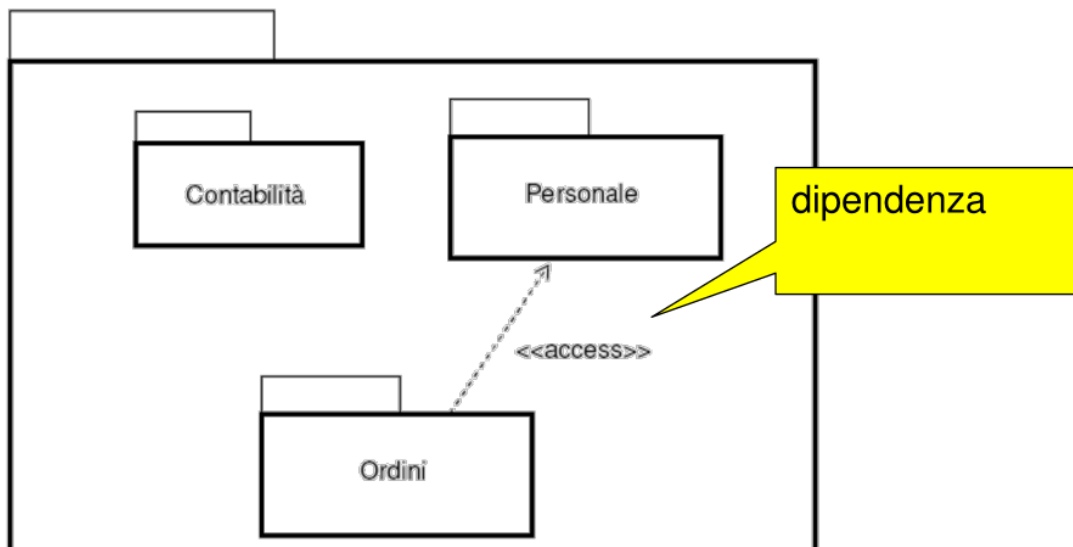 Contabilità
Personale
dipendenza
<<access>>
Ordini